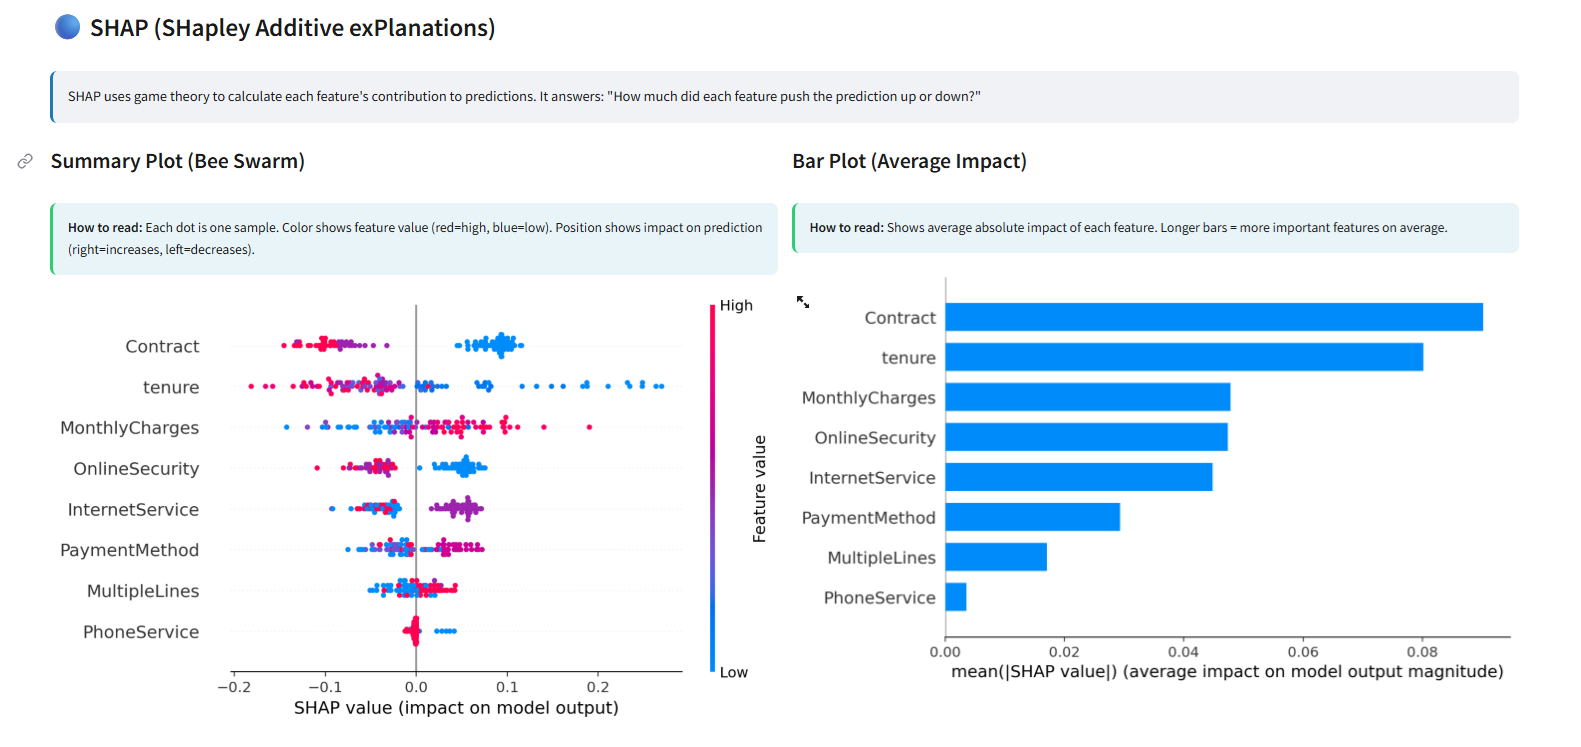 SHAP (SHapley Additive exPlanations)
SHAP uses game theory to calculate each feature's contribution to predictions. It answers: "How much did each feature push the prediction up or down?"
Summary Plot (Bee Swarm)
How to read: Each dot is one sample. Color shows feature value (red=high, blue=low). Position shows impact on prediction
(right=increases, left=decreases).
High
Contract
tenure
MonthlyCharges
OnlineSecurity
InternetService
PaymentMethod
MultipleLines
PhoneService
Feature value
Low
−0.2 −0.1 0.0 0.1 0.2
SHAP value (impact on model output)
Bar Plot (Average Impact)
How to read: Shows average absolute impact of each feature. Longer bars = more important features on average.
Contract
tenure
MonthlyCharges
OnlineSecurity
InternetService
PaymentMethod
MultipleLines
PhoneService
0.00 0.02 0.04 0.06 0.08
mean(|SHAP value|) (average impact on model output magnitude)